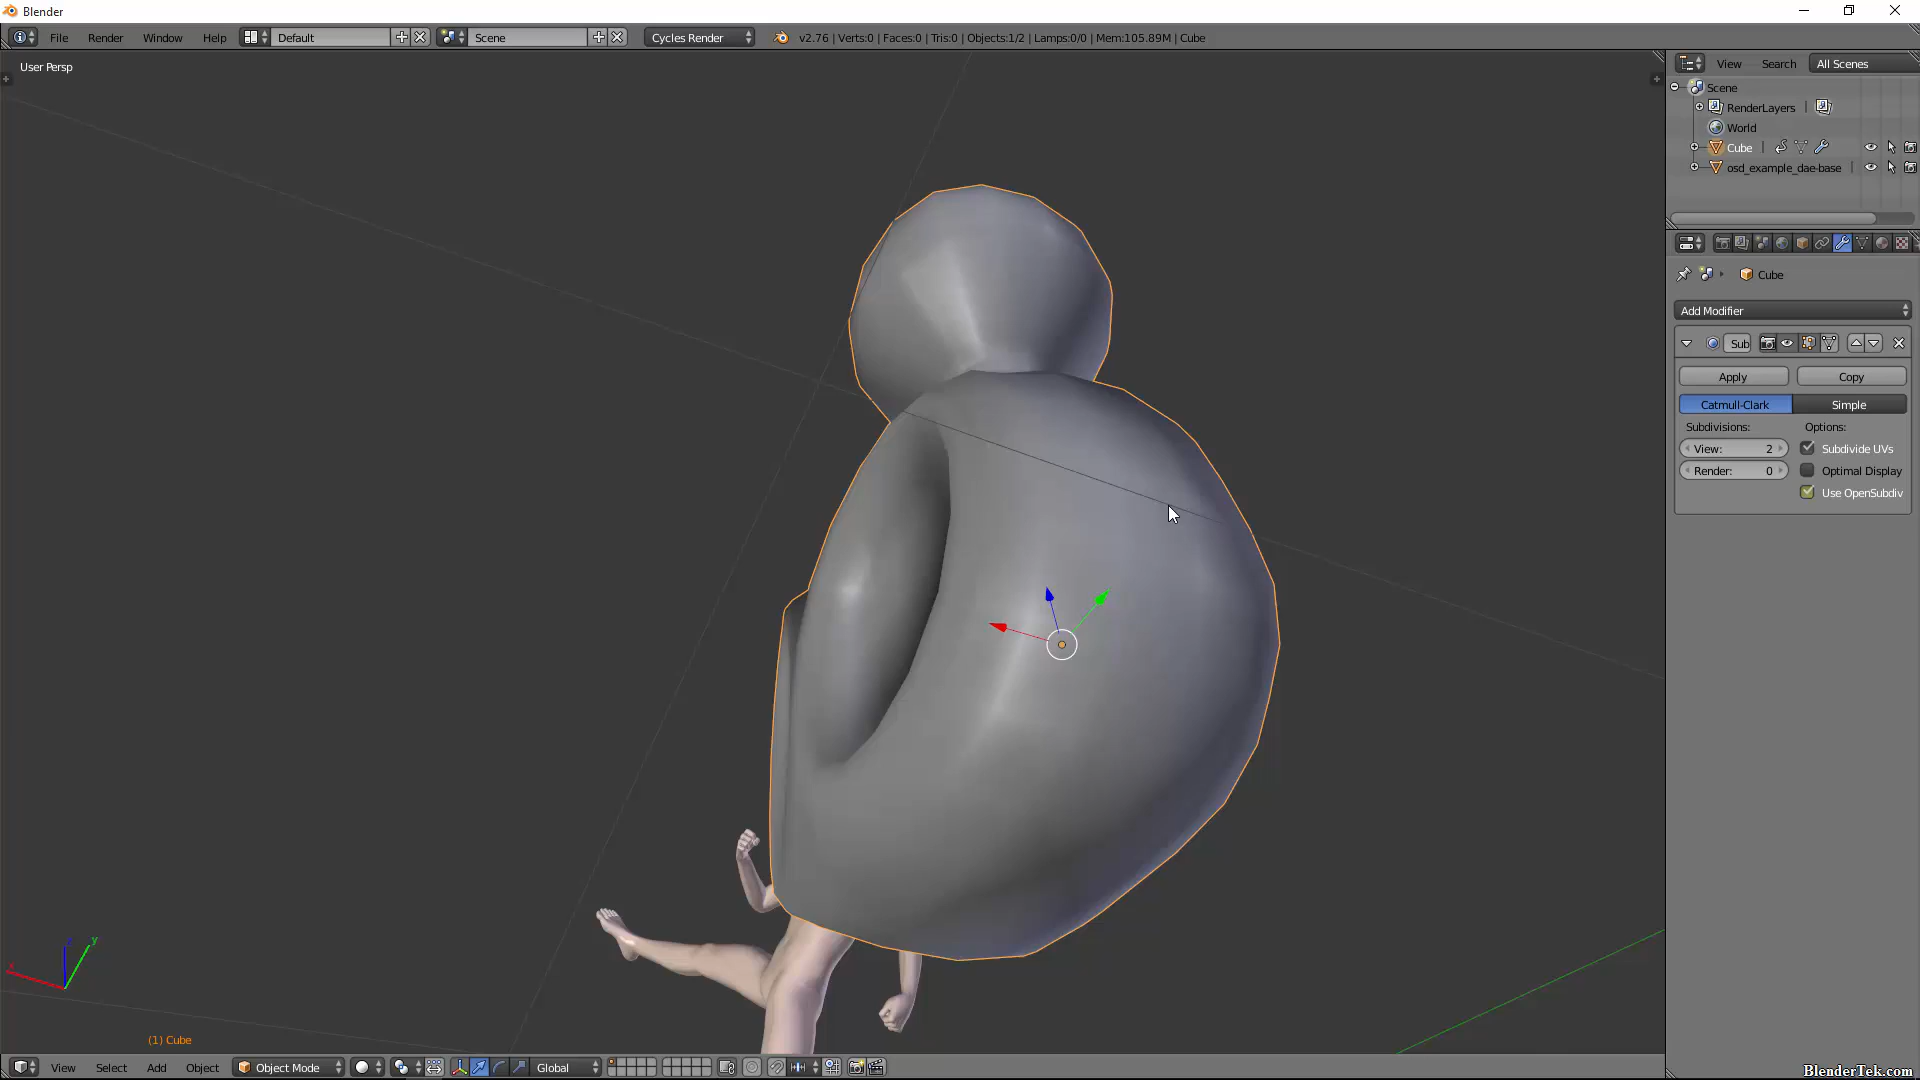 Blender
File Render Window Help Default Scene Cycles Render v2.76 | Verts:0 | Faces:0 | Tris:0 | Objects:1/2 | Lamps:0/0 | Mem:105.89M | Cube
User Persp
View Search All Scenes
Scene
RenderLayers
World
Cube
osd_example_dae-base
Cube
Add Modifier
Sub
Apply Copy
Catmull-Clark Simple
Subdivisions: Options:
View: 2 Subdivide UVs
Render: 0 Optimal Display
Use OpenSubdiv
z y
x
(1) Cube
View Select Add Object Object Mode Global
BlenderTek.com